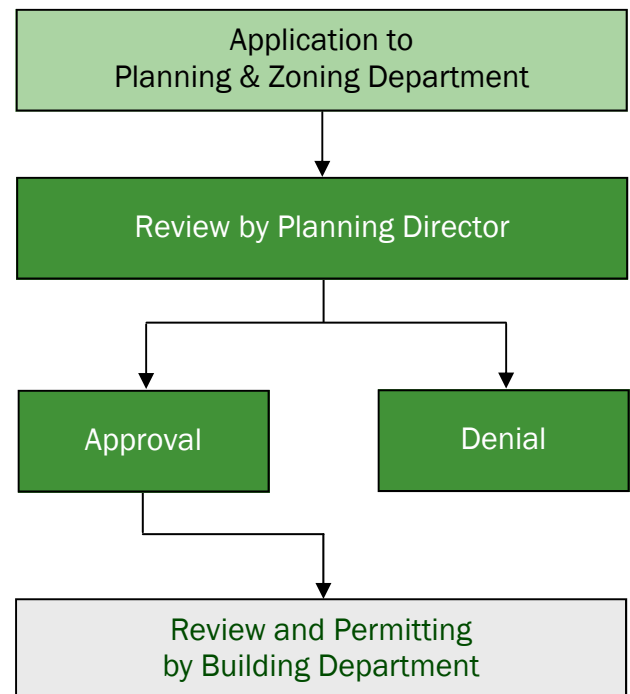 Application to
Planning & Zoning Department
Review by Planning Director
Approval
Denial
Review and Permitting
by Building Department